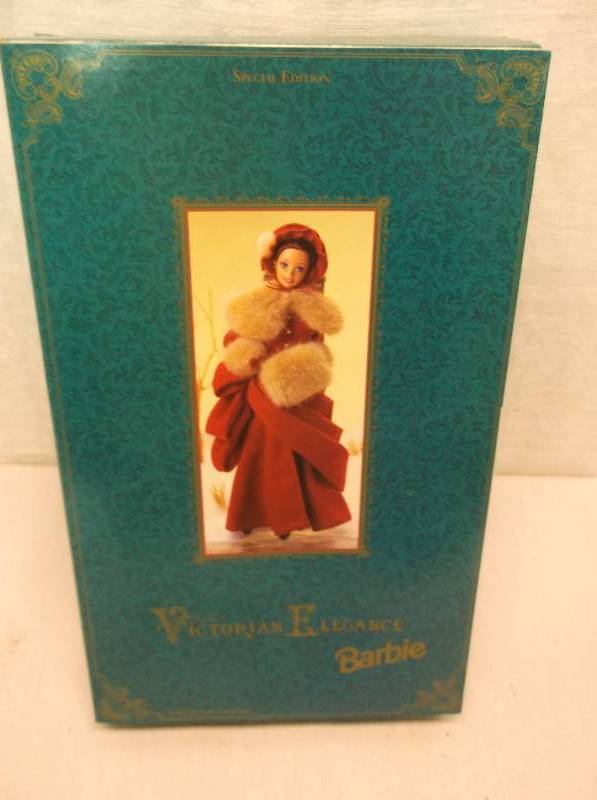 Special Edition
Victorian Elegance
Barbie